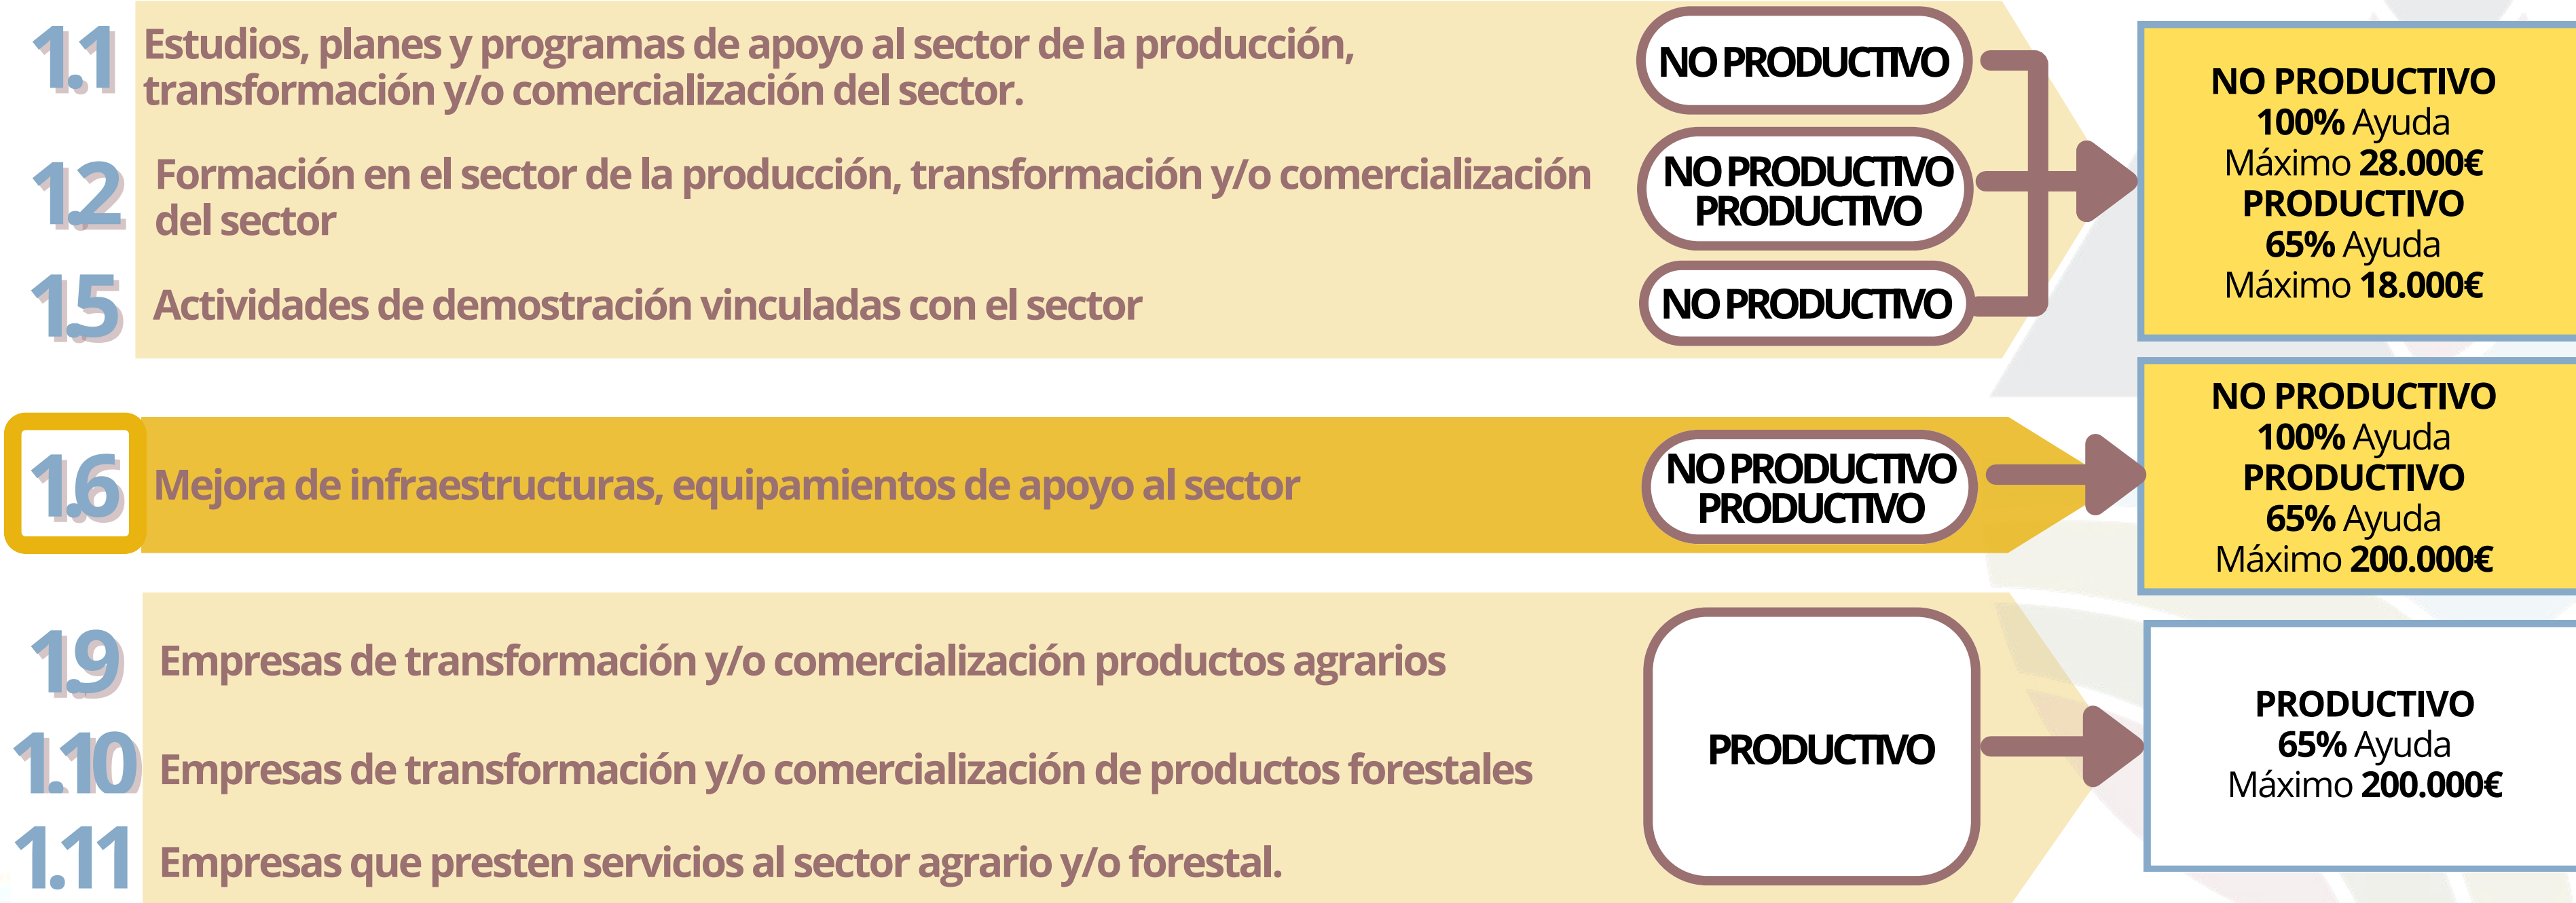 1.1
Estudios, planes y programas de apoyo al sector de la producción,
transformación y/o comercialización del sector.
NO PRODUCTIVO
1.2
Formación en el sector de la producción, transformación y/o comercialización
del sector
NO PRODUCTIVO
PRODUCTIVO
1.5
Actividades de demostración vinculadas con el sector
NO PRODUCTIVO
NO PRODUCTIVO
100% Ayuda
Máximo 28.000€
PRODUCTIVO
65% Ayuda
Máximo 18.000€
1.6
Mejora de infraestructuras, equipamientos de apoyo al sector
NO PRODUCTIVO
PRODUCTIVO
NO PRODUCTIVO
100% Ayuda
PRODUCTIVO
65% Ayuda
Máximo 200.000€
1.9
Empresas de transformación y/o comercialización productos agrarios
1.10
Empresas de transformación y/o comercialización de productos forestales
1.11
Empresas que presten servicios al sector agrario y/o forestal.
PRODUCTIVO
PRODUCTIVO
65% Ayuda
Máximo 200.000€